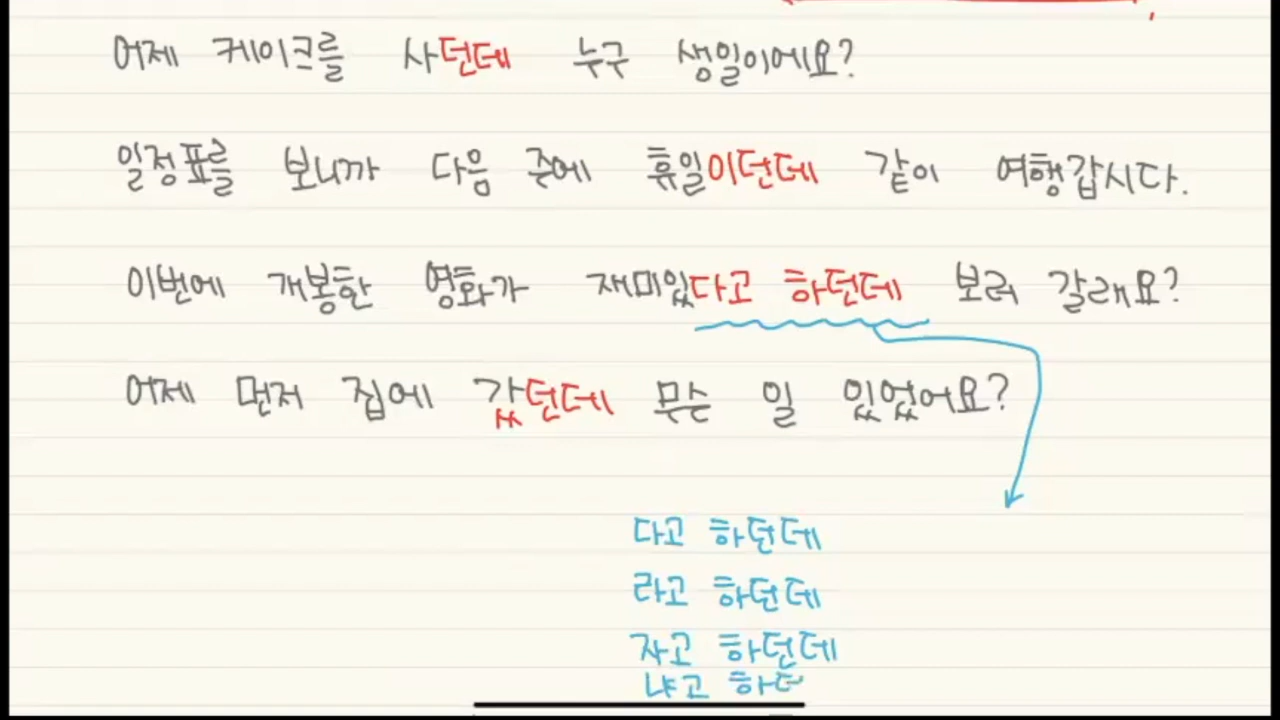 어제 케이크를 사던데 누구 생일이에요?
일정표를 보니까 다음 주에 휴일이던데 같이 여행갑시다.
이번에 개봉한 영화가 재미있다고 하던데 보러 갈래요?
어제 먼저 집에 갔던데 무슨 일 있었어요?
다고 하던데
라고 하던데
자고 하던데
냐고 하더